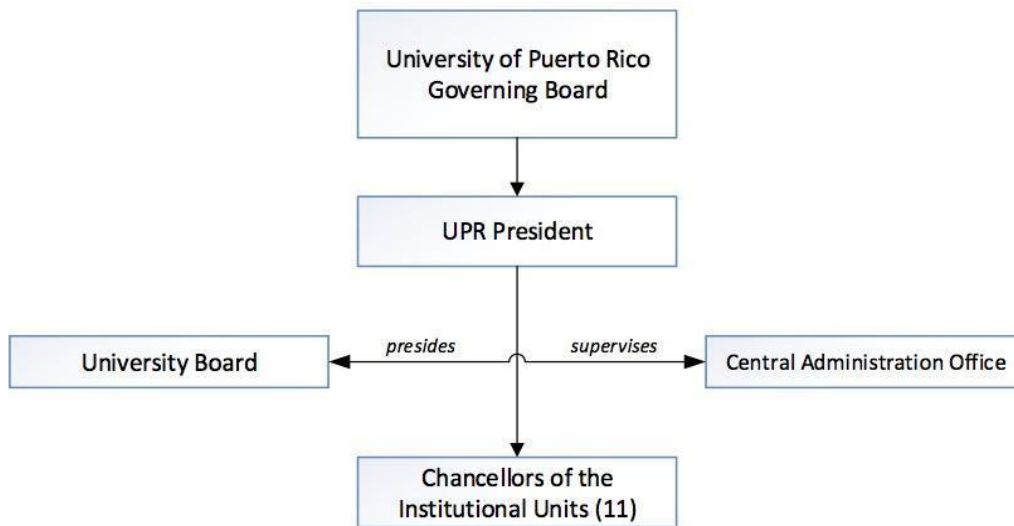 University of Puerto Rico
Governing Board
UPR President
presides
supervises
University Board
Central Administration Office
Chancellors of the
Institutional Units (11)